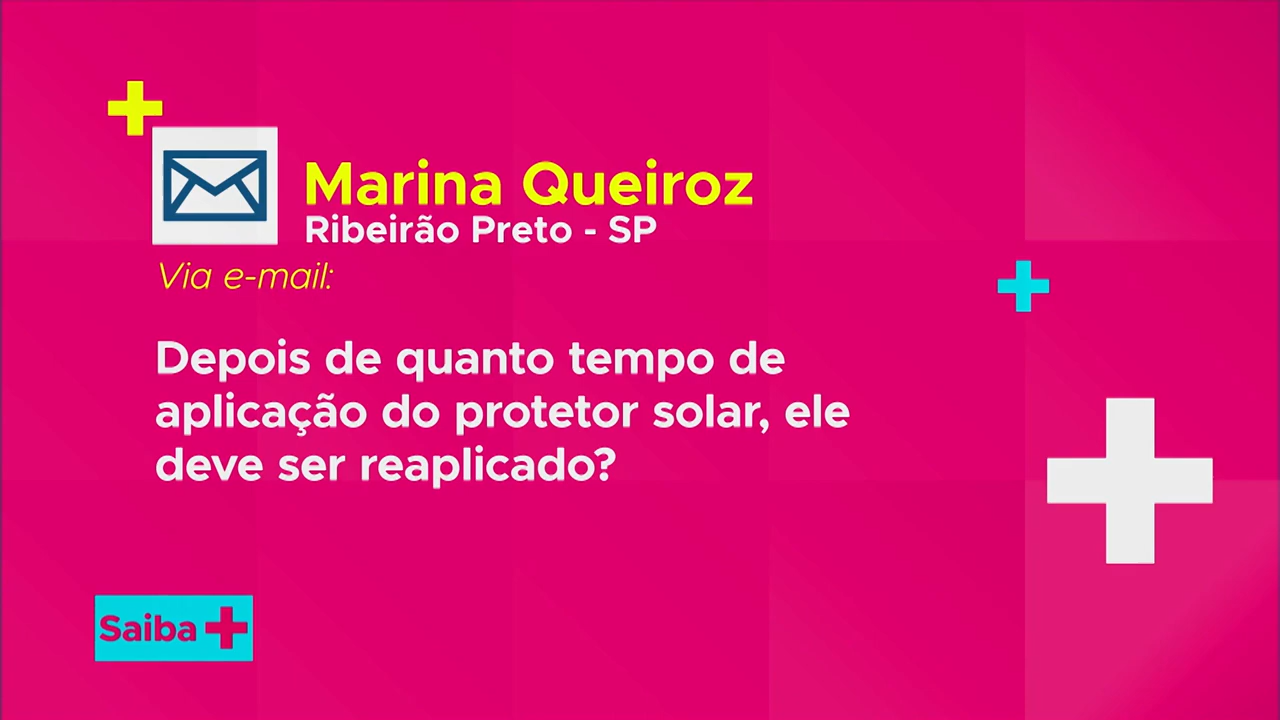 Marina Queiroz
Ribeirão Preto - SP
Via e-mail:
Depois de quanto tempo de
aplicação do protetor solar, ele
deve ser reaplicado?
Saiba +